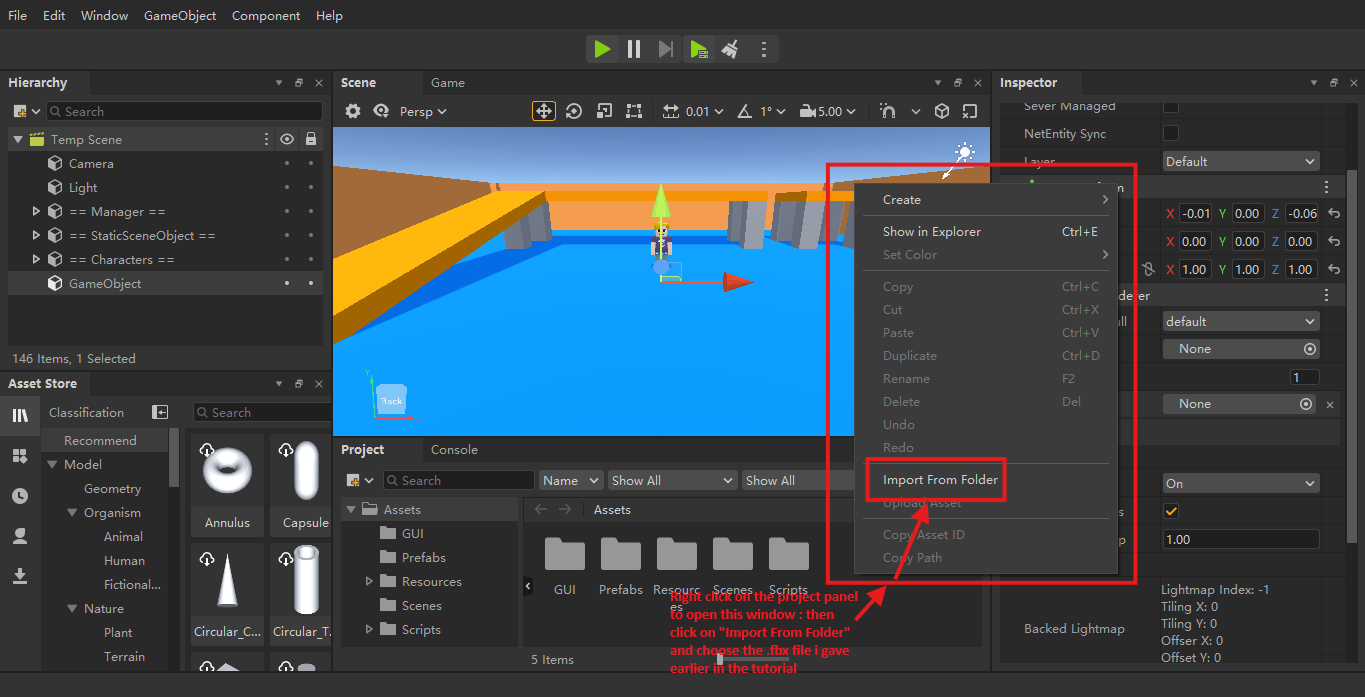 File Edit Window GameObject Component Help
Hierarchy
Search
Temp Scene
Camera
Light
== Manager ==
== StaticSceneObject ==
== Characters ==
GameObject
146 Items, 1 Selected
Scene Game
Persp 0.01 1° 5.00
Back
Y
Inspector
Sever Managed
NetEntity Sync
Layer Default
X -0.01 Y 0.00 Z -0.06
X 0.00 Y 0.00 Z 0.00
X 1.00 Y 1.00 Z 1.00
default
None
1
None
On
1.00
Lightmap Index: -1
Tiling X: 0
Tiling Y: 0
Backed Lightmap
Offser X: 0
Offset Y: 0
Create
Show in Explorer Ctrl+E
Set Color
Copy Ctrl+C
Cut Ctrl+X
Paste Ctrl+V
Duplicate Ctrl+D
Rename F2
Delete Del
Undo
Redo
Import From Folder
Upload Asset
Copy Asset ID
Copy Path
Asset Store
Classification
Search
Recommend
Model
Geometry
Organism
Animal
Human
Fictional...
Nature
Plant
Terrain
Annulus Capsule
Circular_C... Circular_T...
Project Console
Search Name Show All Show All
Assets
GUI
Prefabs
Resources
Scenes
Scripts
Assets
GUI Prefabs Resourc
es Scenes Scripts
5 Items
Right click on the project panel
to open this window : then
click on "Import From Folder"
and choose the .fbx file i gave
earlier in the tutorial